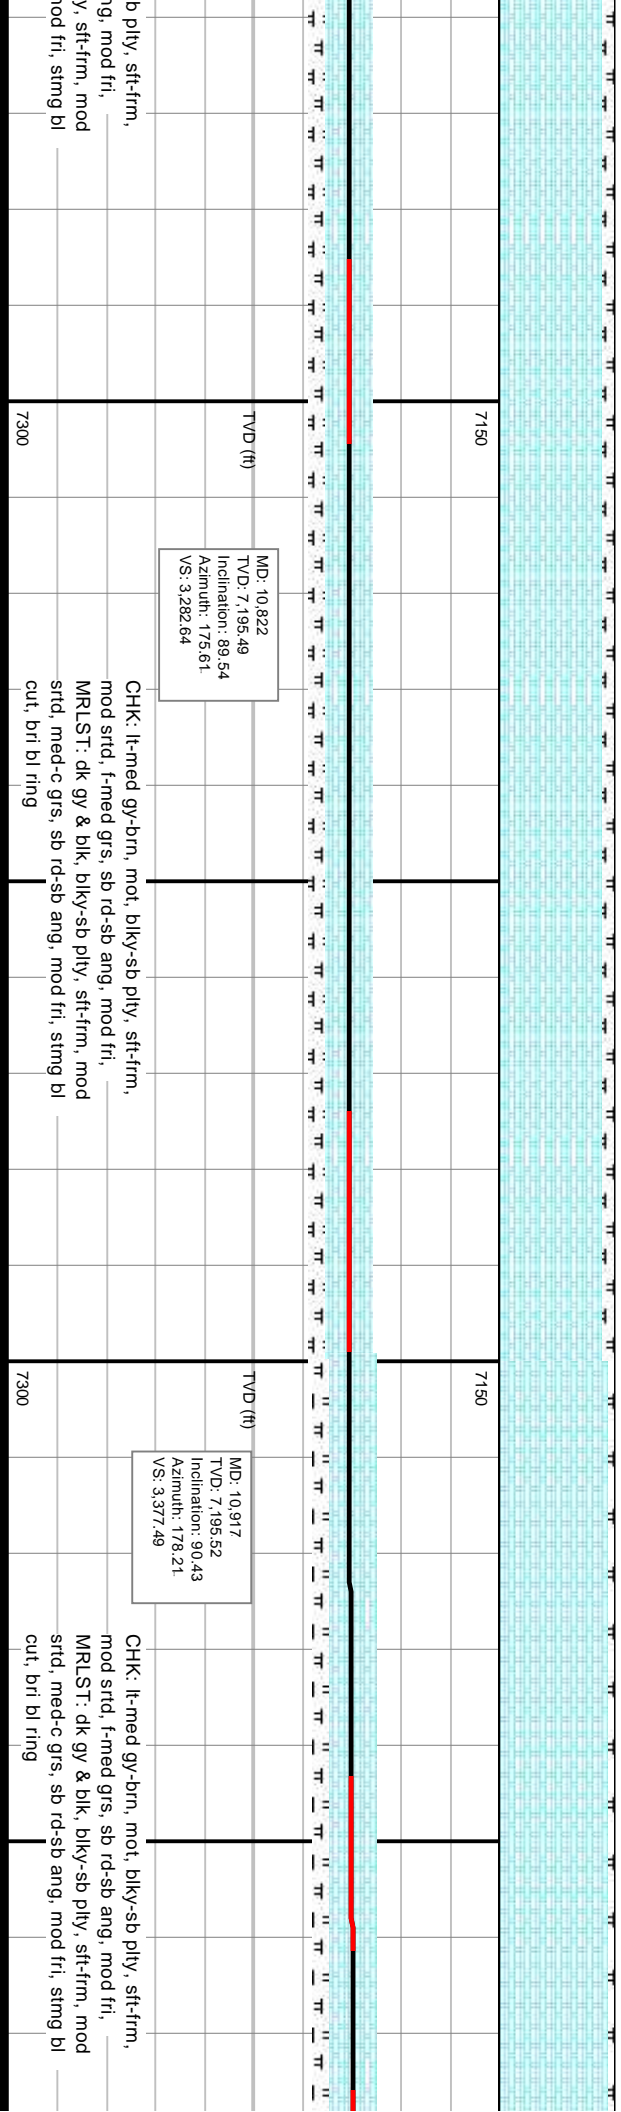 b plty, sft-frm,
ng, mod fri,
y, sft-frm, mod
mod fri, stmg bl
7150
TVD (ft)
7300
MD: 10,822
TVD: 7,195.49
Inclination: 89.54
Azimuth: 175.61
VS: 3,282.64
CHK: lt-med gy-brn, mot, blky-sb plty, sft-frm,
mod srtd, f-med grs, sb rd-sb ang, mod fri,
MRLST: dk gy & blk, blky-sb plty, sft-frm, mod
srtd, med-c grs, sb rd-sb ang, mod fri, stmg bl
cut, bri bl ring
7150
TVD (ft)
7300
MD: 10,917
TVD: 7,195.52
Inclination: 90.43
Azimuth: 178.21
VS: 3,377.49
CHK: lt-med gy-brn, mot, blky-sb plty, sft-frm,
mod srtd, f-med grs, sb rd-sb ang, mod fri,
MRLST: dk gy & blk, blky-sb plty, sft-frm, mod
srtd, med-c grs, sb rd-sb ang, mod fri, stmg bl
cut, bri bl ring